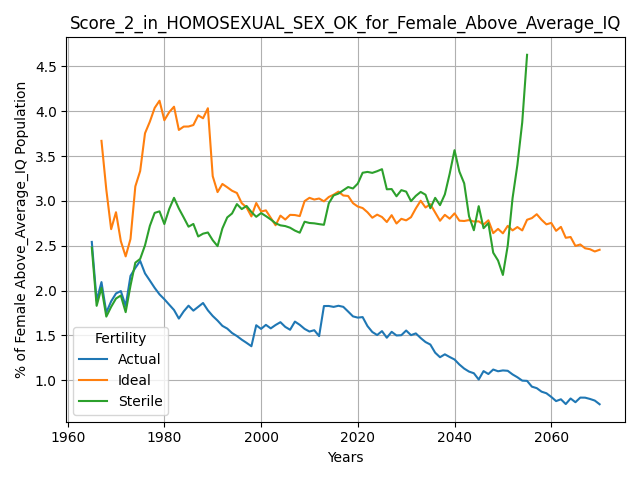 Score_2_in_HOMOSEXUAL_SEX_OK_for_Female_Above_Average_IQ
% of Female Above_Average_IQ Population
4.5
4.0
3.5
3.0
2.5
2.0
1.5
1.0
Fertility
Actual
Ideal
Sterile
1960 1980 2000 2020 2040 2060
Years